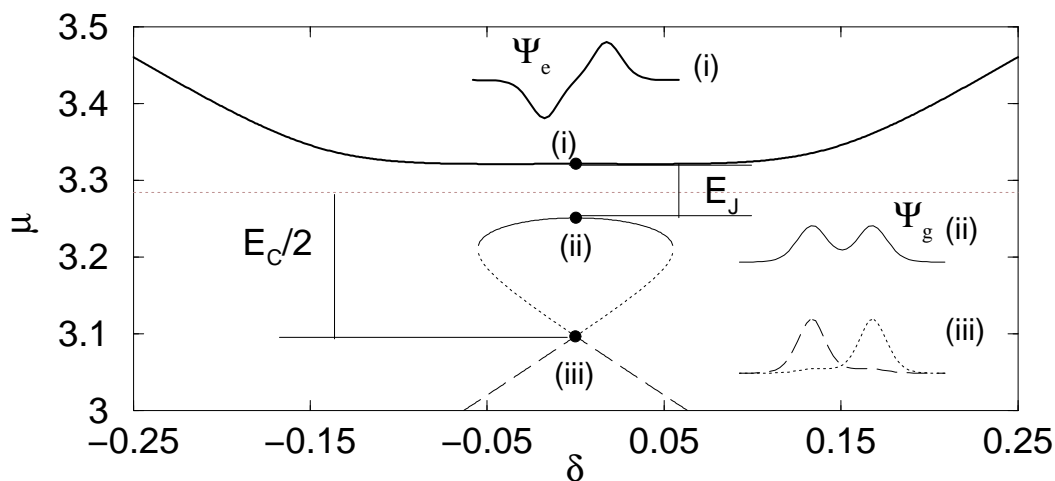 3.5
3.4
3.3
3.2
3.1
3
μ
Ψe (i)
(i)
EJ
EC/2
(ii)
Ψg (ii)
(iii)
(iii)
−0.25 −0.15 −0.05 0.05 0.15 0.25
δ